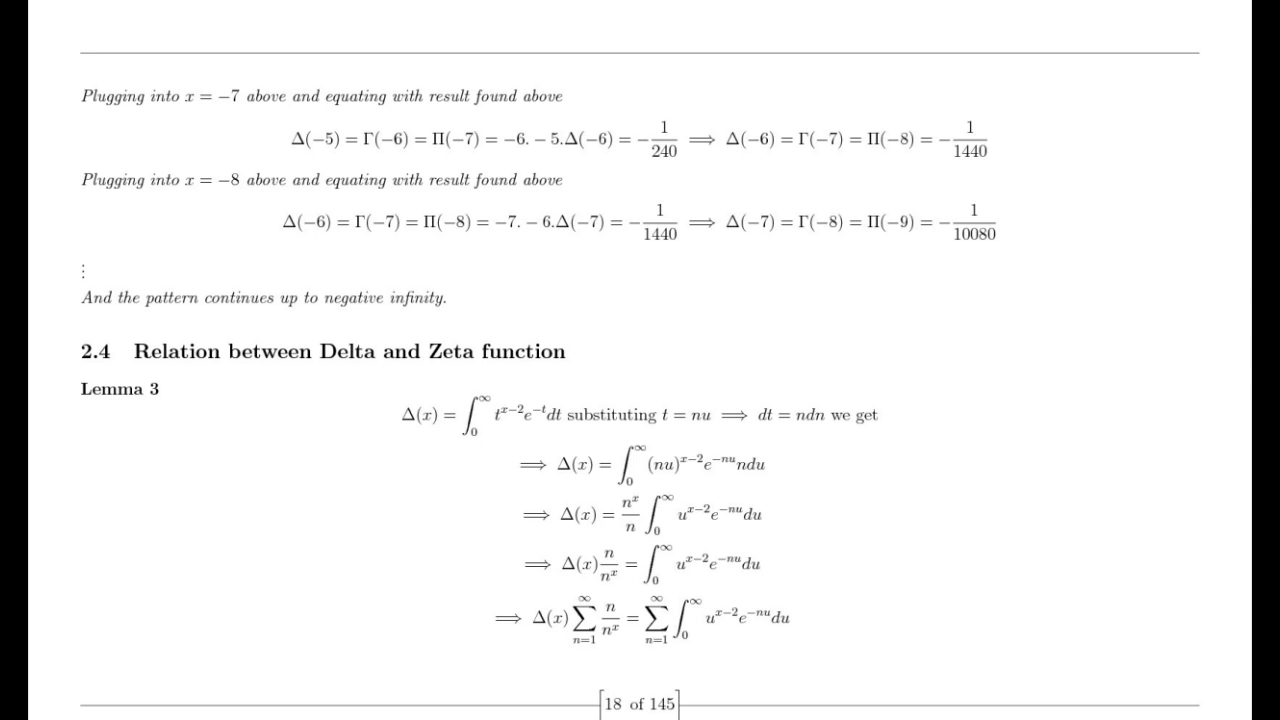 Plugging into x = −7 above and equating with result found above
Δ(−5) = Γ(−6) = Π(−7) = −6. − 5.Δ(−6) = −1/240 ⟹ Δ(−6) = Γ(−7) = Π(−8) = −1/1440
Plugging into x = −8 above and equating with result found above
Δ(−6) = Γ(−7) = Π(−8) = −7. − 6.Δ(−7) = −1/1440 ⟹ Δ(−7) = Γ(−8) = Π(−9) = −1/10080
⋮
And the pattern continues up to negative infinity.
2.4 Relation between Delta and Zeta function
Lemma 3
Δ(x) = ∫₀^∞ t^{x−2}e^{−t}dt substituting t = nu ⟹ dt = ndn we get
⟹ Δ(x) = ∫₀^∞ (nu)^{x−2}e^{−nu}ndu
⟹ Δ(x) = n^x/n ∫₀^∞ u^{x−2}e^{−nu}du
⟹ Δ(x) n/n^x = ∫₀^∞ u^{x−2}e^{−nu}du
⟹ Δ(x) ∑_{n=1}^∞ n/n^x = ∑_{n=1}^∞ ∫₀^∞ u^{x−2}e^{−nu}du
[18 of 145]